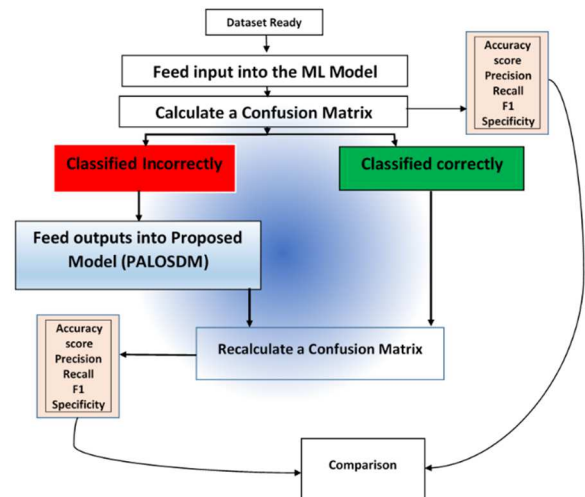 Dataset Ready
Feed input into the ML Model
Calculate a Confusion Matrix
Accuracy
score
Precision
Recall
F1
Specificity
Classified Incorrectly
Classified correctly
Feed outputs into Proposed
Model (PALOSDM)
Recalculate a Confusion Matrix
Accuracy
score
Precision
Recall
F1
Specificity
Comparison